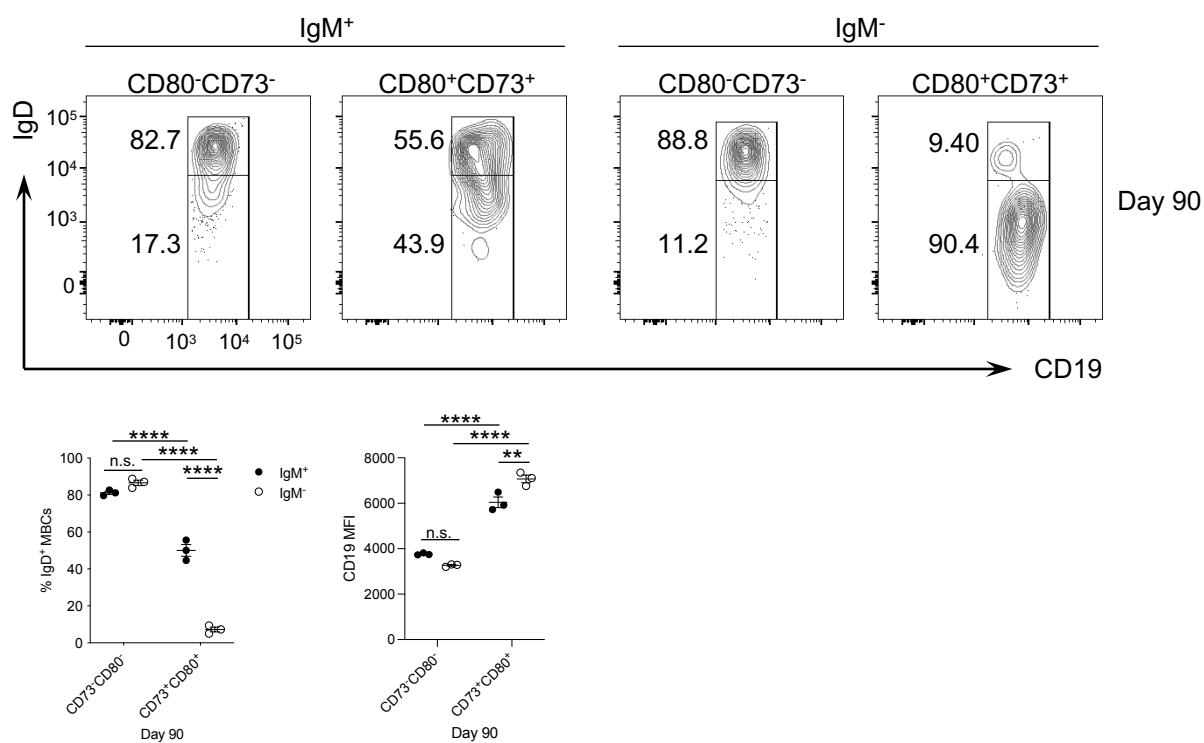 IgM⁺ IgM⁻
CD80⁻CD73⁻ CD80⁺CD73⁺ CD80⁻CD73⁻ CD80⁺CD73⁺
IgD
10⁵
10⁴
10³
0
82.7
17.3
55.6
43.9
88.8
11.2
9.40
90.4
Day 90
0 10³ 10⁴ 10⁵
CD19
****
****
n.s. ****
100
80
60
40
20
0
% IgD⁺ MBCs
IgM⁺
IgM⁻
CD73⁻CD80⁻ CD73⁺CD80⁺
Day 90
****
****
**
n.s.
8000
6000
4000
2000
0
CD19 MFI
CD73⁻CD80⁻ CD73⁺CD80⁺
Day 90